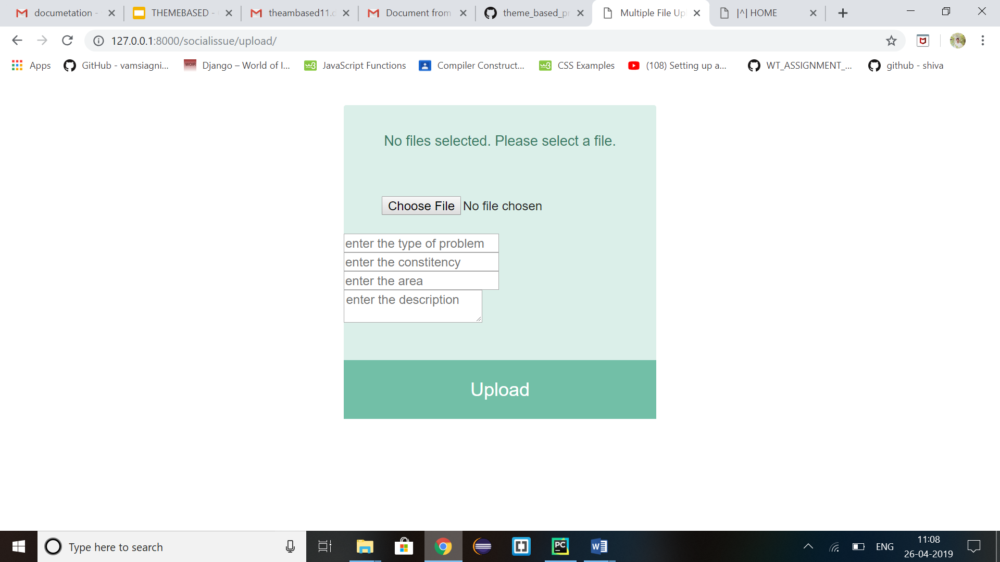 documetation -
THEMEBASED -
theambased11.c
Document from
theme_based_pr
Multiple File Up
|^| HOME
127.0.0.1:8000/socialissue/upload/
Apps
GitHub - vamsiagni...
WOIR
Django – World of I...
JavaScript Functions
Compiler Construct...
CSS Examples
(108) Setting up a...
WT_ASSIGNMENT_...
github - shiva
No files selected. Please select a file.
Choose File No file chosen
enter the type of problem
enter the constitency
enter the area
enter the description
Upload
Type here to search
PC
W
ENG
11:08
26-04-2019